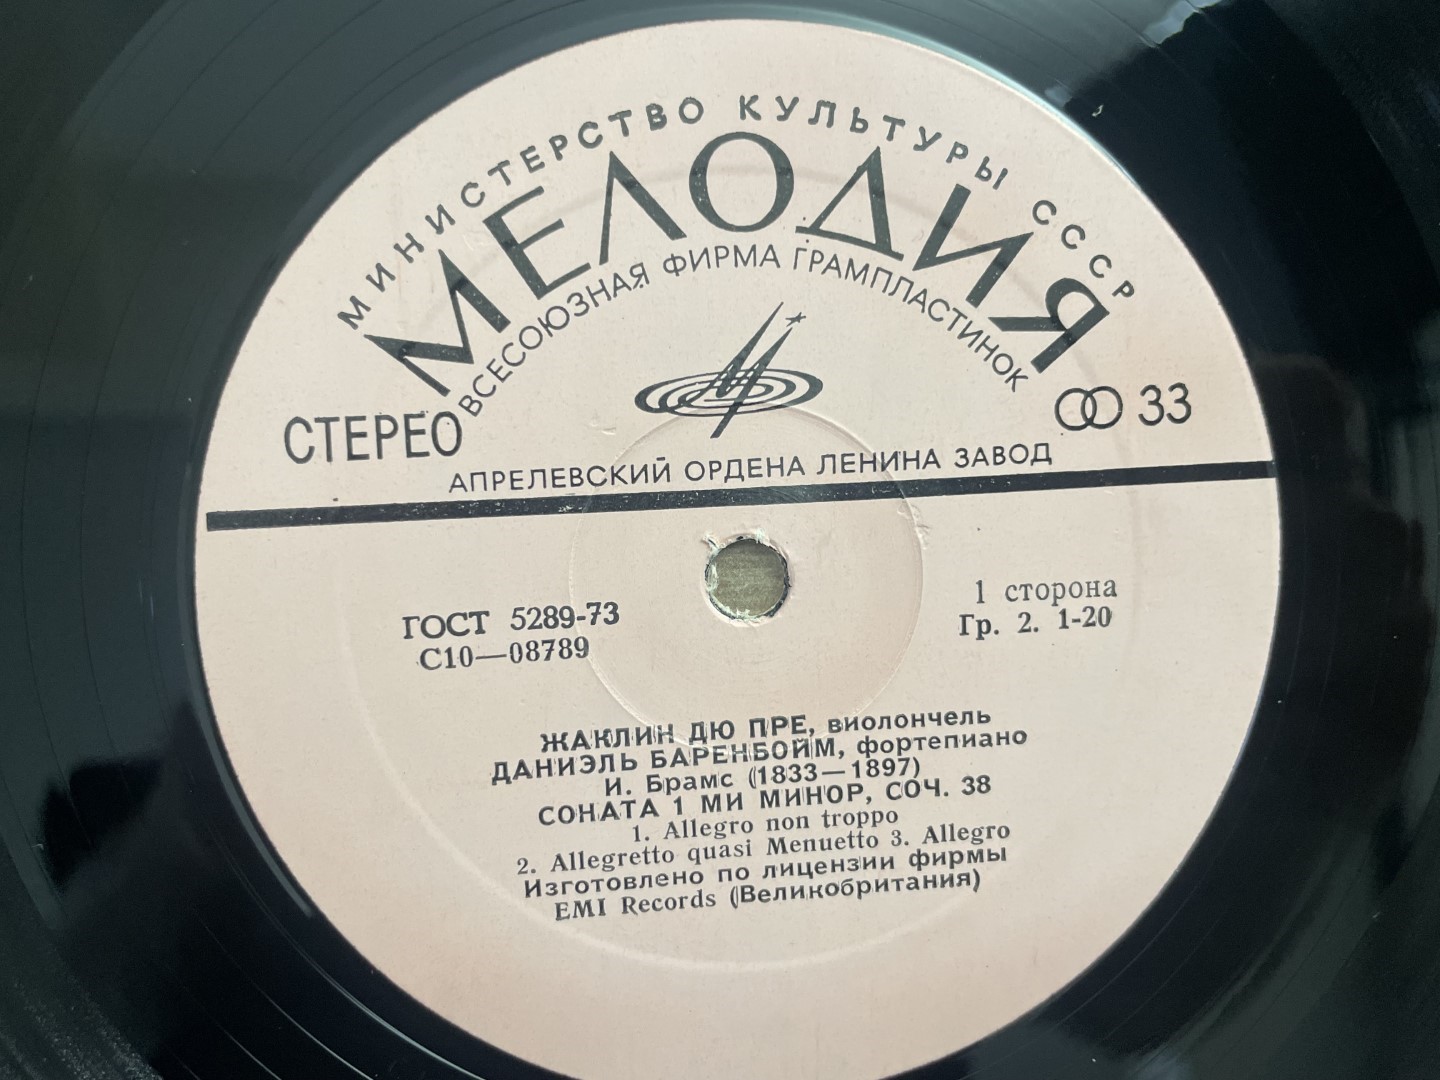 МИНИСТЕРСТВО КУЛЬТУРЫ СССР
МЕЛОДИЯ
ВСЕСОЮЗНАЯ ФИРМА ГРАМПЛАСТИНОК
СТЕРЕО
33
АПРЕЛЕВСКИЙ ОРДЕНА ЛЕНИНА ЗАВОД
ГОСТ 5289-73
С10—08789
1 сторона
Гр. 2. 1-20
ЖАКЛИН ДЮ ПРЕ, виолончель
ДАНИЭЛЬ БАРЕНБОЙМ, фортепиано
И. Брамс (1833—1897)
СОНАТА 1 МИ МИНОР, СОЧ. 38
1. Allegro non troppo
2. Allegretto quasi Menuetto 3. Allegro
Изготовлено по лицензии фирмы
EMI Records (Великобритания)